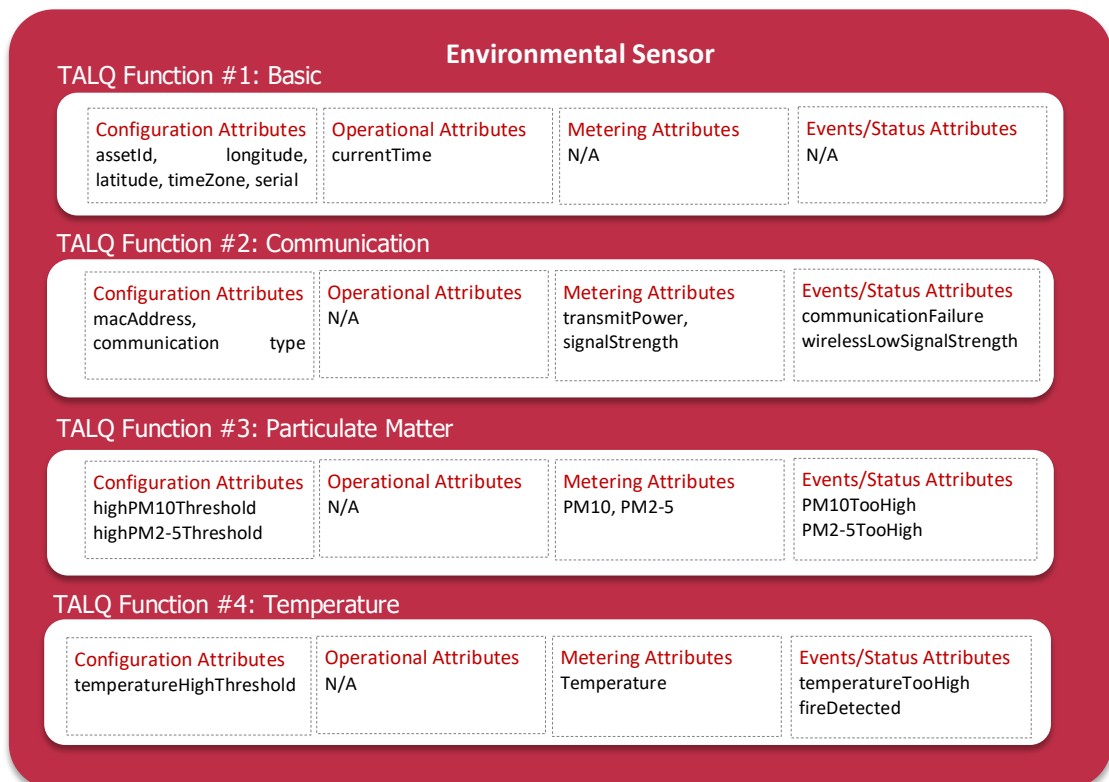 Environmental Sensor
TALQ Function #1: Basic
Configuration Attributes
assetId, longitude,
latitude, timeZone, serial
Operational Attributes
currentTime
Metering Attributes
N/A
Events/Status Attributes
N/A
TALQ Function #2: Communication
Configuration Attributes
macAddress,
communication type
Operational Attributes
N/A
Metering Attributes
transmitPower,
signalStrength
Events/Status Attributes
communicationFailure
wirelessLowSignalStrength
TALQ Function #3: Particulate Matter
Configuration Attributes
highPM10Threshold
highPM2-5Threshold
Operational Attributes
N/A
Metering Attributes
PM10, PM2-5
Events/Status Attributes
PM10TooHigh
PM2-5TooHigh
TALQ Function #4: Temperature
Configuration Attributes
temperatureHighThreshold
Operational Attributes
N/A
Metering Attributes
Temperature
Events/Status Attributes
temperatureTooHigh
fireDetected